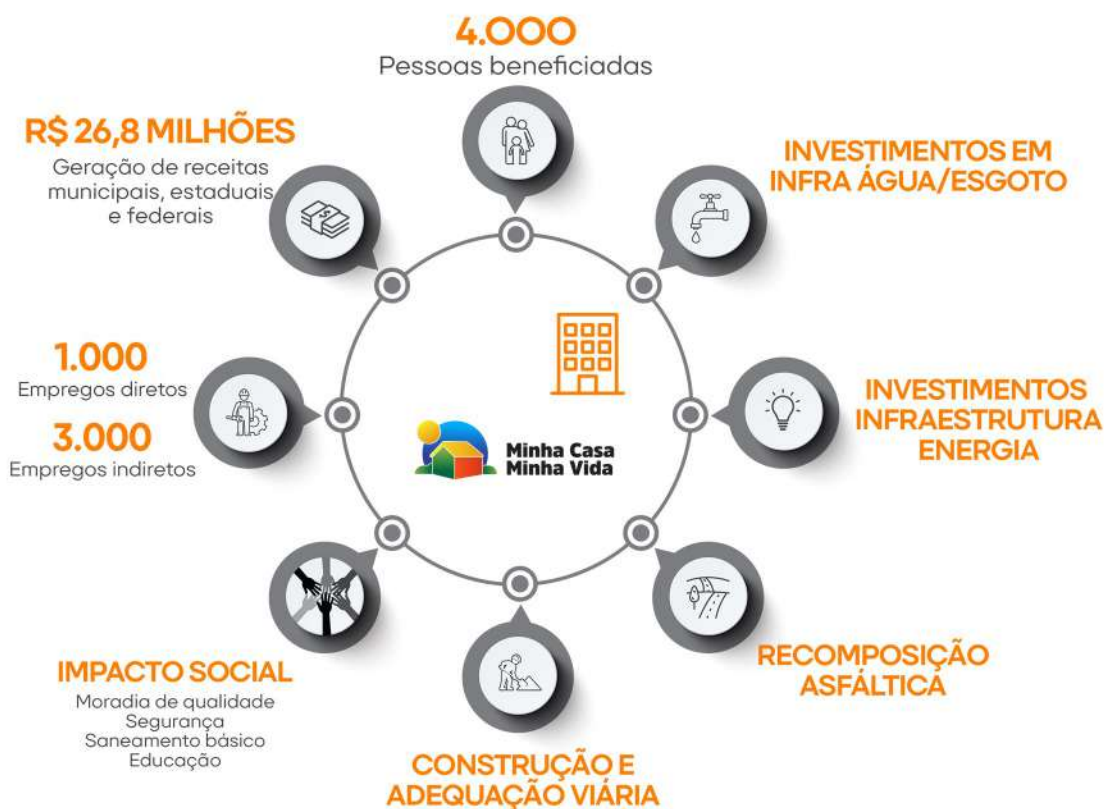 4.000
Pessoas beneficiadas
R$ 26,8 MILHÕES
Geração de receitas
municipais, estaduais
e federais
INVESTIMENTOS EM
INFRA ÁGUA/ESGOTO
1.000
Empregos diretos
3.000
Empregos indiretos
Minha Casa
Minha Vida
INVESTIMENTOS
INFRAESTRUTURA
ENERGIA
IMPACTO SOCIAL
Moradia de qualidade
Segurança
Saneamento básico
Educação
CONSTRUÇÃO E
ADEQUAÇÃO VIÁRIA
RECOMPOSIÇÃO
ASFÁLTICA